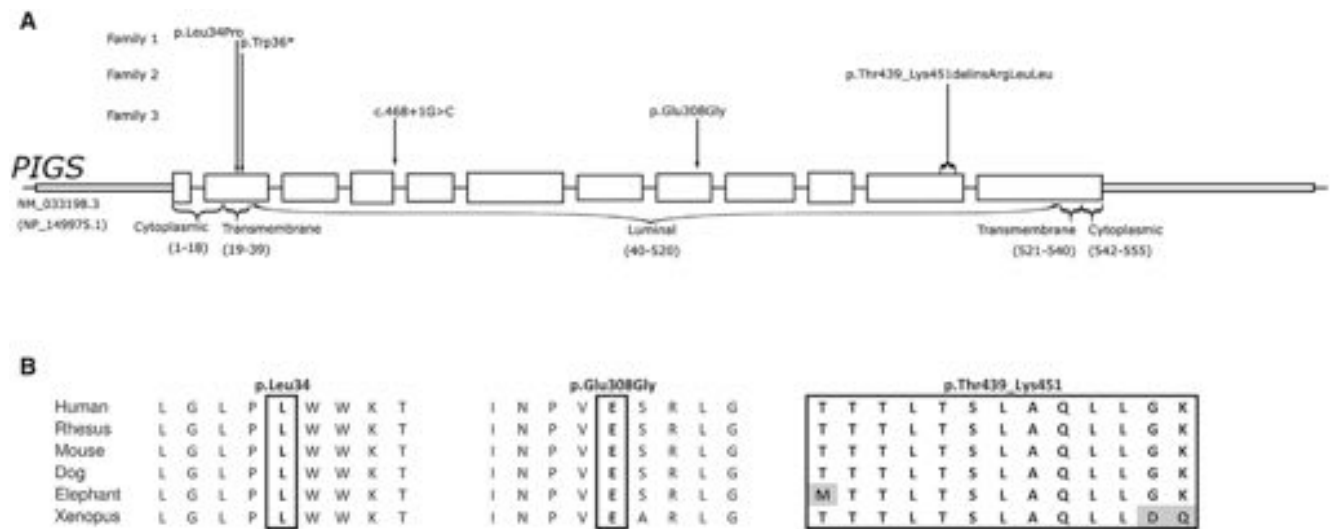 A
Family 1 p.Leu34Pro
p.Trp36*
Family 2 p.Thr439_Lys451delinsArgLeuLeu
Family 3 c.468+1G>C p.Glu308Gly
PIGS
NM_033198.3
(NP_149975.1)
Cytoplasmic Transmembrane Luminal Transmembrane Cytoplasmic
(1-18) (19-39) (40-520) (521-540) (542-555)
B
p.Leu34 p.Glu308Gly p.Thr439_Lys451
Human L G L P L W W K T I N P V E S R L G T T T L T S L A Q L L G K
Rhesus L G L P L W W K T I N P V E S R L G T T T L T S L A Q L L G K
Mouse L G L P L W W K T I N P V E S R L G T T T L T S L A Q L L G K
Dog L G L P L W W K T I N P V E S R L G T T T L T S L A Q L L G K
Elephant L G L P L W W K T I N P V E S R L G M T T L T S L A Q L L G K
Xenopus L G L P L W W K T I N P V E A R L G T T T L T S L A Q L L D Q